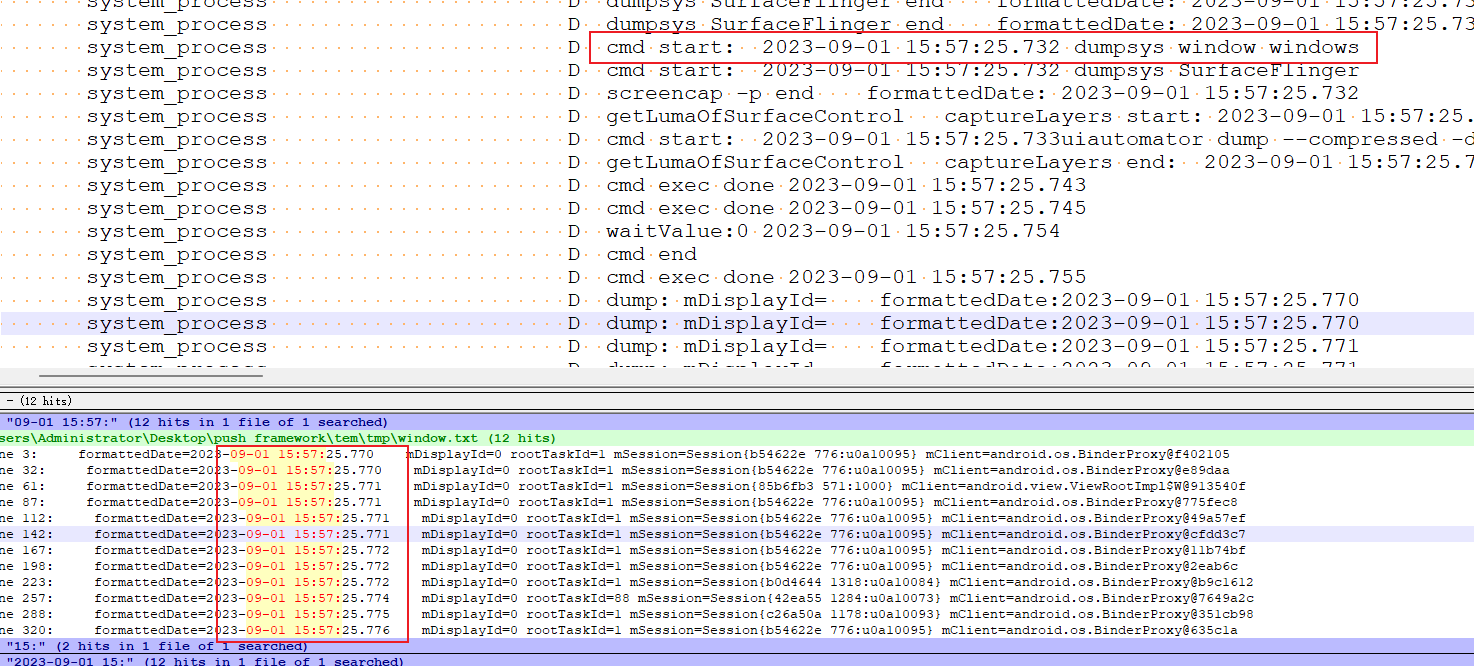 system_process D dumpsys SurfaceFlinger end formattedDate: 2023-09-01 15:57:25.73
system_process D dumpsys SurfaceFlinger end formattedDate: 2023-09-01 15:57:25.73
system_process D cmd start: 2023-09-01 15:57:25.732 dumpsys window windows
system_process D cmd start: 2023-09-01 15:57:25.732 dumpsys SurfaceFlinger
system_process D screencap -p end formattedDate: 2023-09-01 15:57:25.732
system_process D getLumaOfSurfaceControl captureLayers start: 2023-09-01 15:57:25.
system_process D cmd start: 2023-09-01 15:57:25.733uiautomator dump --compressed -d
system_process D getLumaOfSurfaceControl captureLayers end: 2023-09-01 15:57:25.7
system_process D cmd exec done 2023-09-01 15:57:25.743
system_process D cmd exec done 2023-09-01 15:57:25.745
system_process D waitValue:0 2023-09-01 15:57:25.754
system_process D cmd end
system_process D cmd exec done 2023-09-01 15:57:25.755
system_process D dump: mDisplayId= formattedDate:2023-09-01 15:57:25.770
system_process D dump: mDisplayId= formattedDate:2023-09-01 15:57:25.770
system_process D dump: mDisplayId= formattedDate:2023-09-01 15:57:25.771
system_process D dump: mDisplayId= formattedDate:2023-09-01 15:57:25.771
- (12 hits)
"09-01 15:57:" (12 hits in 1 file of 1 searched)
sers\Administrator\Desktop\push framework\tem\tmp\window.txt (12 hits)
ne 3: formattedDate=2023-09-01 15:57:25.770 mDisplayId=0 rootTaskId=1 mSession=Session{b54622e 776:u0a10095} mClient=android.os.BinderProxy@f402105
ne 32: formattedDate=2023-09-01 15:57:25.770 mDisplayId=0 rootTaskId=1 mSession=Session{b54622e 776:u0a10095} mClient=android.os.BinderProxy@e89daa
ne 61: formattedDate=2023-09-01 15:57:25.771 mDisplayId=0 rootTaskId=1 mSession=Session{85b6fb3 571:1000} mClient=android.view.ViewRootImpl$W@913540f
ne 87: formattedDate=2023-09-01 15:57:25.771 mDisplayId=0 rootTaskId=1 mSession=Session{b54622e 776:u0a10095} mClient=android.os.BinderProxy@775fec8
ne 112: formattedDate=2023-09-01 15:57:25.771 mDisplayId=0 rootTaskId=1 mSession=Session{b54622e 776:u0a10095} mClient=android.os.BinderProxy@49a57ef
ne 142: formattedDate=2023-09-01 15:57:25.771 mDisplayId=0 rootTaskId=1 mSession=Session{b54622e 776:u0a10095} mClient=android.os.BinderProxy@cfdd3c7
ne 167: formattedDate=2023-09-01 15:57:25.772 mDisplayId=0 rootTaskId=1 mSession=Session{b54622e 776:u0a10095} mClient=android.os.BinderProxy@11b74bf
ne 198: formattedDate=2023-09-01 15:57:25.772 mDisplayId=0 rootTaskId=1 mSession=Session{b54622e 776:u0a10095} mClient=android.os.BinderProxy@2eab6c
ne 223: formattedDate=2023-09-01 15:57:25.772 mDisplayId=0 rootTaskId=1 mSession=Session{b0d4644 1318:u0a10084} mClient=android.os.BinderProxy@b9c1612
ne 257: formattedDate=2023-09-01 15:57:25.774 mDisplayId=0 rootTaskId=88 mSession=Session{42ea55 1284:u0a10073} mClient=android.os.BinderProxy@7649a2c
ne 288: formattedDate=2023-09-01 15:57:25.775 mDisplayId=0 rootTaskId=1 mSession=Session{c26a50a 1178:u0a10093} mClient=android.os.BinderProxy@351cb98
ne 320: formattedDate=2023-09-01 15:57:25.776 mDisplayId=0 rootTaskId=1 mSession=Session{b54622e 776:u0a10095} mClient=android.os.BinderProxy@635c1a
"15:" (2 hits in 1 file of 1 searched)
"2023-09-01 15:" (12 hits in 1 file of 1 searched)